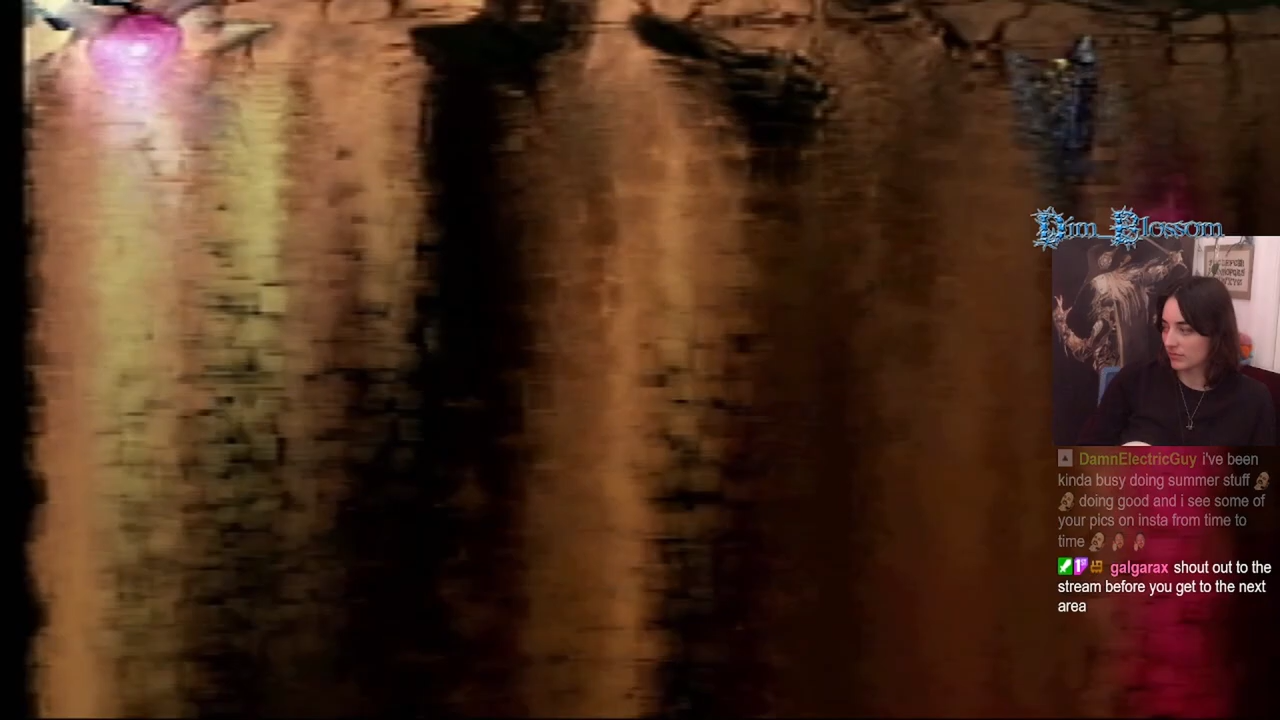 Dim_Blossom
DamnElectricGuy i've been
kinda busy doing summer stuff
doing good and i see some of
your pics on insta from time to
time
galgarax shout out to the
stream before you get to the next
area